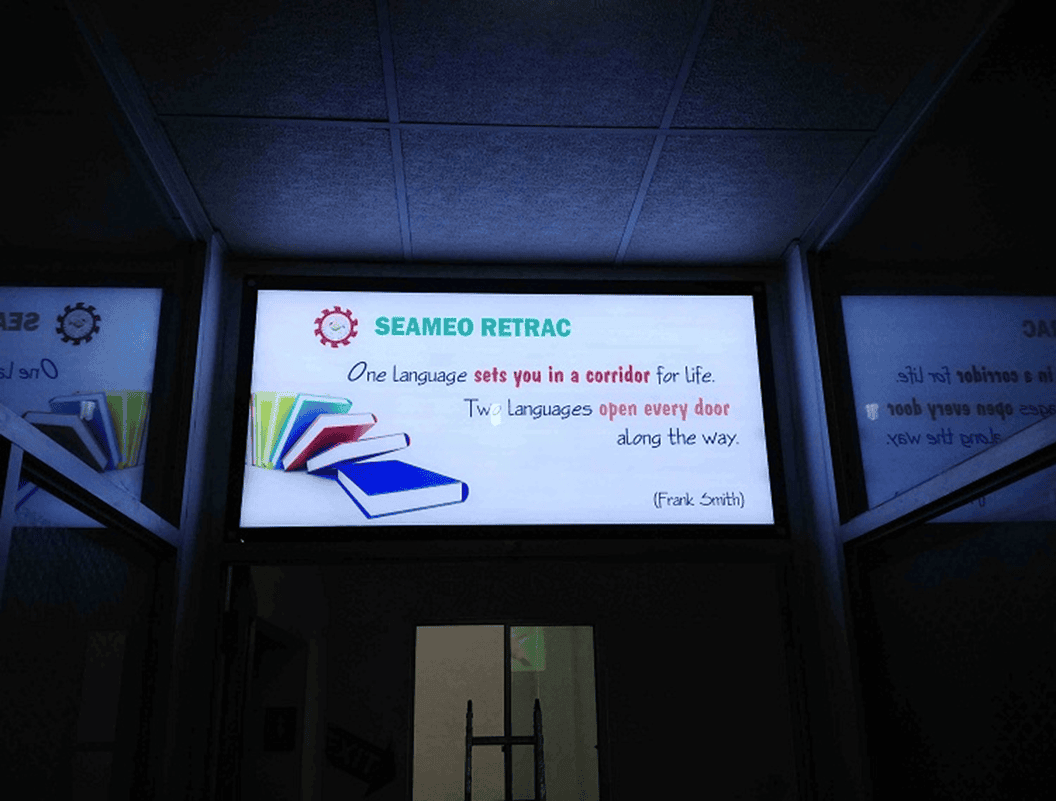 SEAMEO RETRAC
One Language sets you in a corridor for life.
Two Languages open every door
along the way.
(Frank Smith)